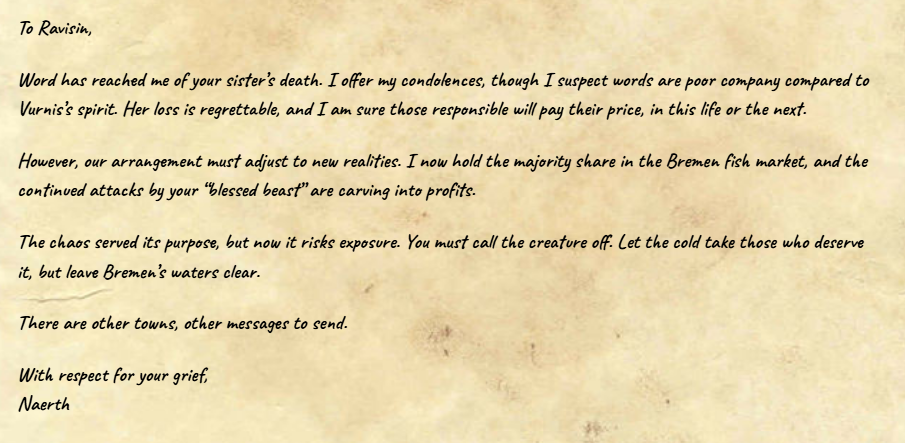 To Ravisin,
Word has reached me of your sister's death. I offer my condolences, though I suspect words are poor company compared to
Vurnis's spirit. Her loss is regrettable, and I am sure those responsible will pay their price, in this life or the next.
However, our arrangement must adjust to new realities. I now hold the majority share in the Bremen fish market, and the
continued attacks by your “blessed beast” are carving into profits.
The chaos served its purpose, but now it risks exposure. You must call the creature off. Let the cold take those who deserve
it, but leave Bremen's waters clear.
There are other towns, other messages to send.
With respect for your grief,
Naerth